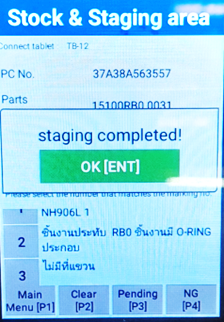 Stock & Staging area
Connect tablet TB-12
PC No. 37A38A563557
Parts 15100RB0 0031
staging completed!
OK [ENT]
Please select the number that matches the marking no.
1 NH906L 1
2 ชิ้นงานประทับ RB0 ชิ้นงานมี O-RING
ประกอบ
3 ไม่มีที่แขวน
Main Menu [P1]
Clear [P2]
Pending [P3]
NG [P4]